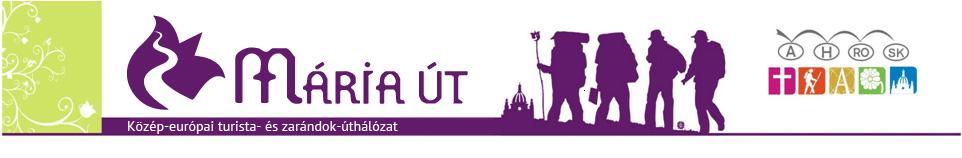 MÁRIA ÚT
Közép-európai turista- és zarándok-úthálózat
A H RO SK
A